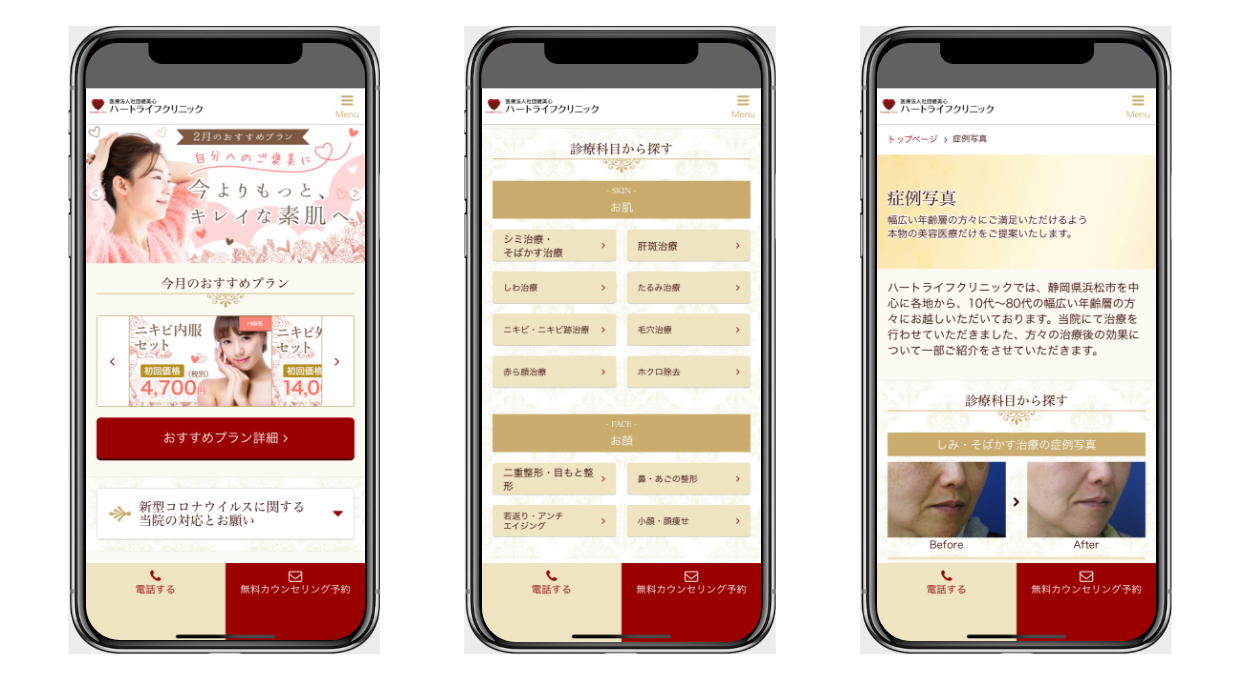 医療法人社団健美心
ハートライフクリニック
Menu
2月のおすすめプラン
自分へのご褒美に
今よりもっと、
キレイな素肌へ
今月のおすすめプラン
ニキビ内服
セット
内服薬
初回価格(税別)
4,700円
ニキビ外
セット
初回価格
14,0
おすすめプラン詳細
新型コロナウイルスに関する
当院の対応とお願い
電話する
無料カウンセリング予約
医療法人社団健美心
ハートライフクリニック
Menu
診療科目から探す
- SKIN -
お肌
シミ治療・
そばかす治療
肝斑治療
しわ治療
たるみ治療
ニキビ・ニキビ跡治療
毛穴治療
赤ら顔治療
ホクロ除去
- FACE -
お顔
二重整形・目もと整
形
鼻・あごの整形
若返り・アンチ
エイジング
小顔・顔痩せ
電話する
無料カウンセリング予約
医療法人社団健美心
ハートライフクリニック
Menu
トップページ › 症例写真
症例写真
幅広い年齢層の方々にご満足いただけるよう
本物の美容医療だけをご提案いたします。
ハートライフクリニックでは、静岡県浜松市を中
心に各地から、10代〜80代の幅広い年齢層の方
々にお越しいただいております。当院にて治療を
行わせていただきました、方々の治療後の効果に
ついて一部ご紹介をさせていただきます。
診療科目から探す
しみ・そばかす治療の症例写真
Before
After
電話する
無料カウンセリング予約